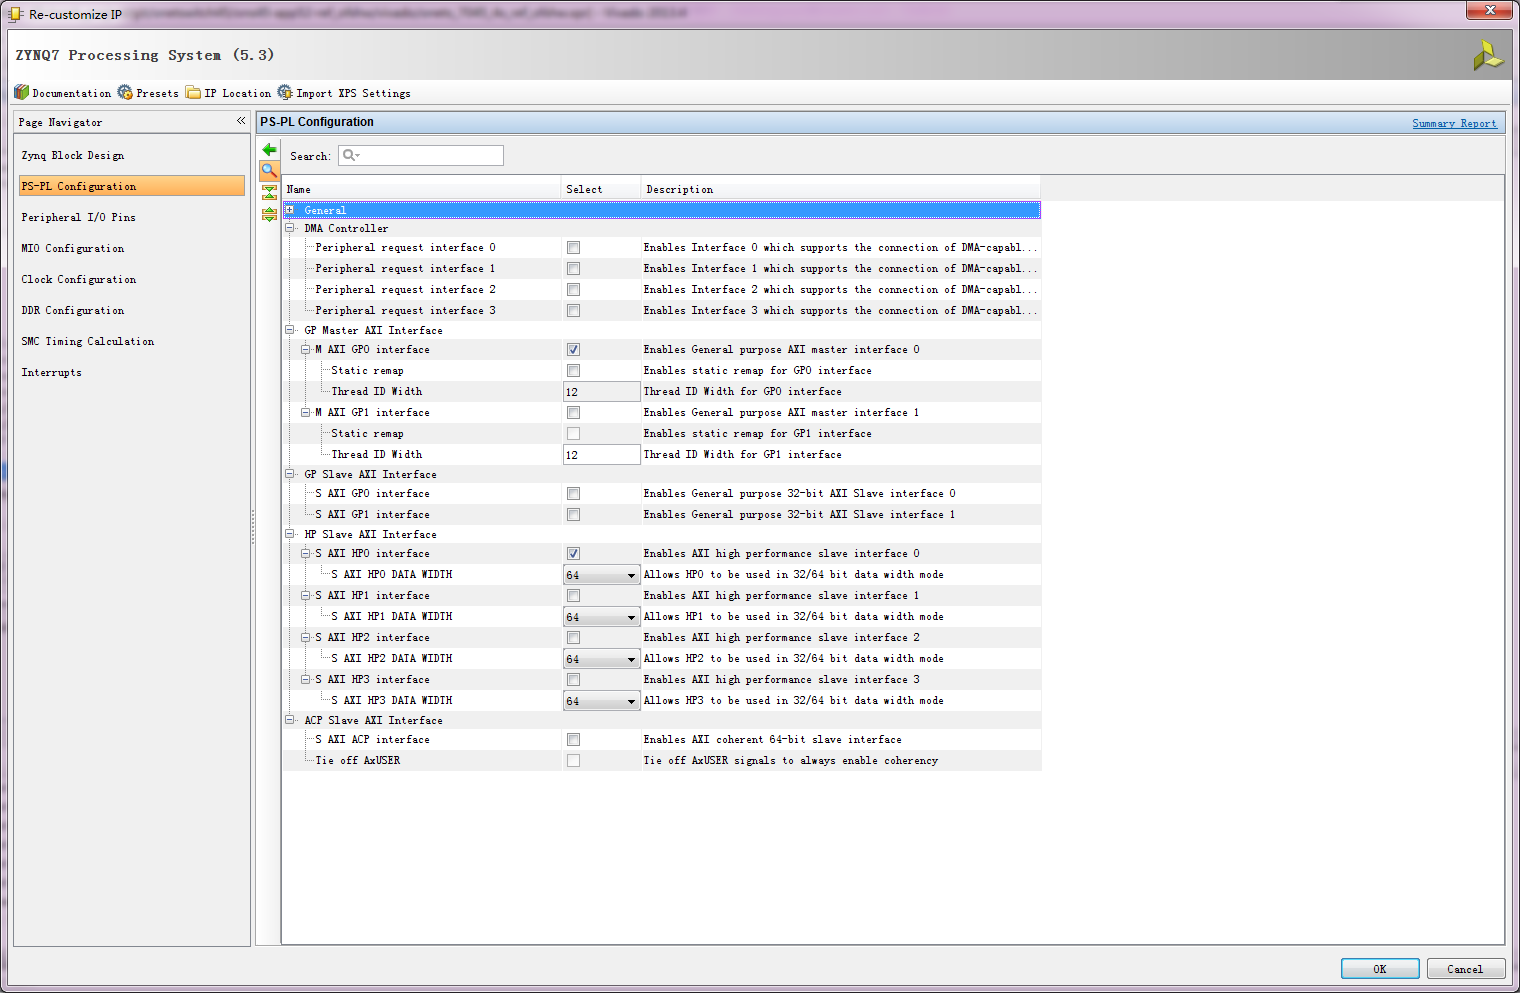 Re-customize IP
ZYNQ7 Processing System (5.3)
Documentation Presets IP Location Import XPS Settings
Page Navigator «
Zynq Block Design
PS-PL Configuration
Peripheral I/O Pins
MIO Configuration
Clock Configuration
DDR Configuration
SMC Timing Calculation
Interrupts
PS-PL Configuration Summary Report
Search:
Name Select Description
General
DMA Controller
Peripheral request interface 0 Enables Interface 0 which supports the connection of DMA-capabl...
Peripheral request interface 1 Enables Interface 1 which supports the connection of DMA-capabl...
Peripheral request interface 2 Enables Interface 2 which supports the connection of DMA-capabl...
Peripheral request interface 3 Enables Interface 3 which supports the connection of DMA-capabl...
GP Master AXI Interface
M AXI GP0 interface Enables General purpose AXI master interface 0
Static remap Enables static remap for GP0 interface
Thread ID Width 12 Thread ID Width for GP0 interface
M AXI GP1 interface Enables General purpose AXI master interface 1
Static remap Enables static remap for GP1 interface
Thread ID Width 12 Thread ID Width for GP1 interface
GP Slave AXI Interface
S AXI GP0 interface Enables General purpose 32-bit AXI Slave interface 0
S AXI GP1 interface Enables General purpose 32-bit AXI Slave interface 1
HP Slave AXI Interface
S AXI HP0 interface Enables AXI high performance slave interface 0
S AXI HP0 DATA WIDTH 64 Allows HP0 to be used in 32/64 bit data width mode
S AXI HP1 interface Enables AXI high performance slave interface 1
S AXI HP1 DATA WIDTH 64 Allows HP1 to be used in 32/64 bit data width mode
S AXI HP2 interface Enables AXI high performance slave interface 2
S AXI HP2 DATA WIDTH 64 Allows HP2 to be used in 32/64 bit data width mode
S AXI HP3 interface Enables AXI high performance slave interface 3
S AXI HP3 DATA WIDTH 64 Allows HP3 to be used in 32/64 bit data width mode
ACP Slave AXI Interface
S AXI ACP interface Enables AXI coherent 64-bit slave interface
Tie off AxUSER Tie off AxUSER signals to always enable coherency
OK Cancel